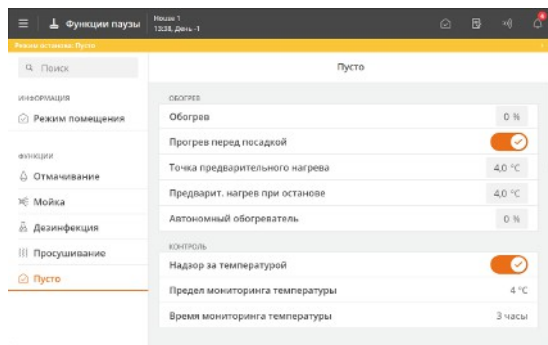 Функции паузы
House 1
13:38, День -1
4
Режим останова: Пусто
Поиск
Пусто
ИНФОРМАЦИЯ
Режим помещения
ФУНКЦИИ
Отмачивание
Мойка
Дезинфекция
Просушивание
Пусто
ОБОГРЕВ
Обогрев 0 %
Прогрев перед посадкой
Точка предварительного нагрева 4,0 °C
Предварит. нагрев при останове 4,0 °C
Автономный обогреватель 0 %
КОНТРОЛЬ
Надзор за температурой
Предел мониторинга температуры 4 °C
Время мониторинга температуры 3 часы